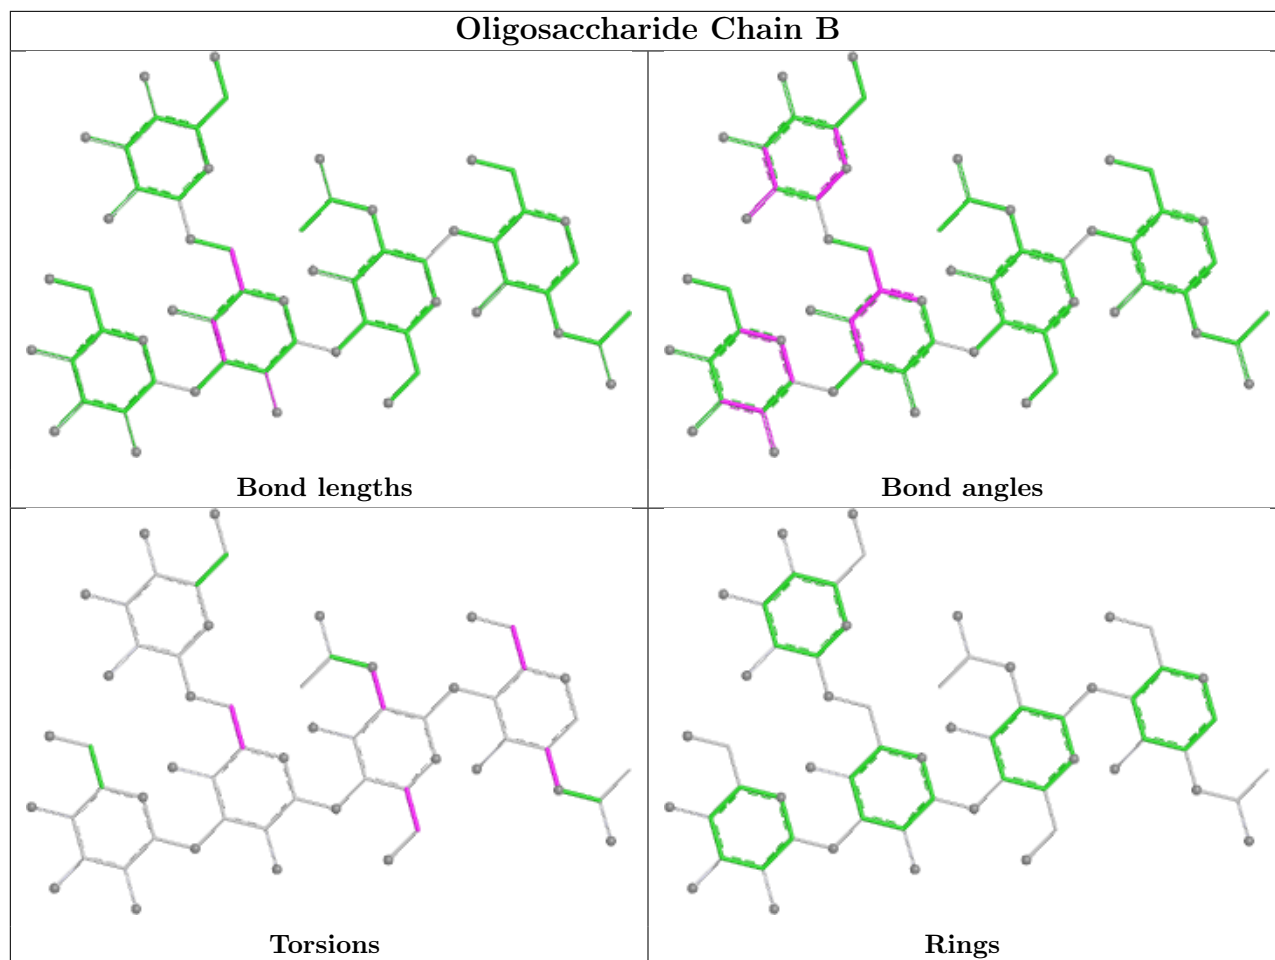 Oligosaccharide Chain B
Bond lengths
Bond angles
Torsions
Rings